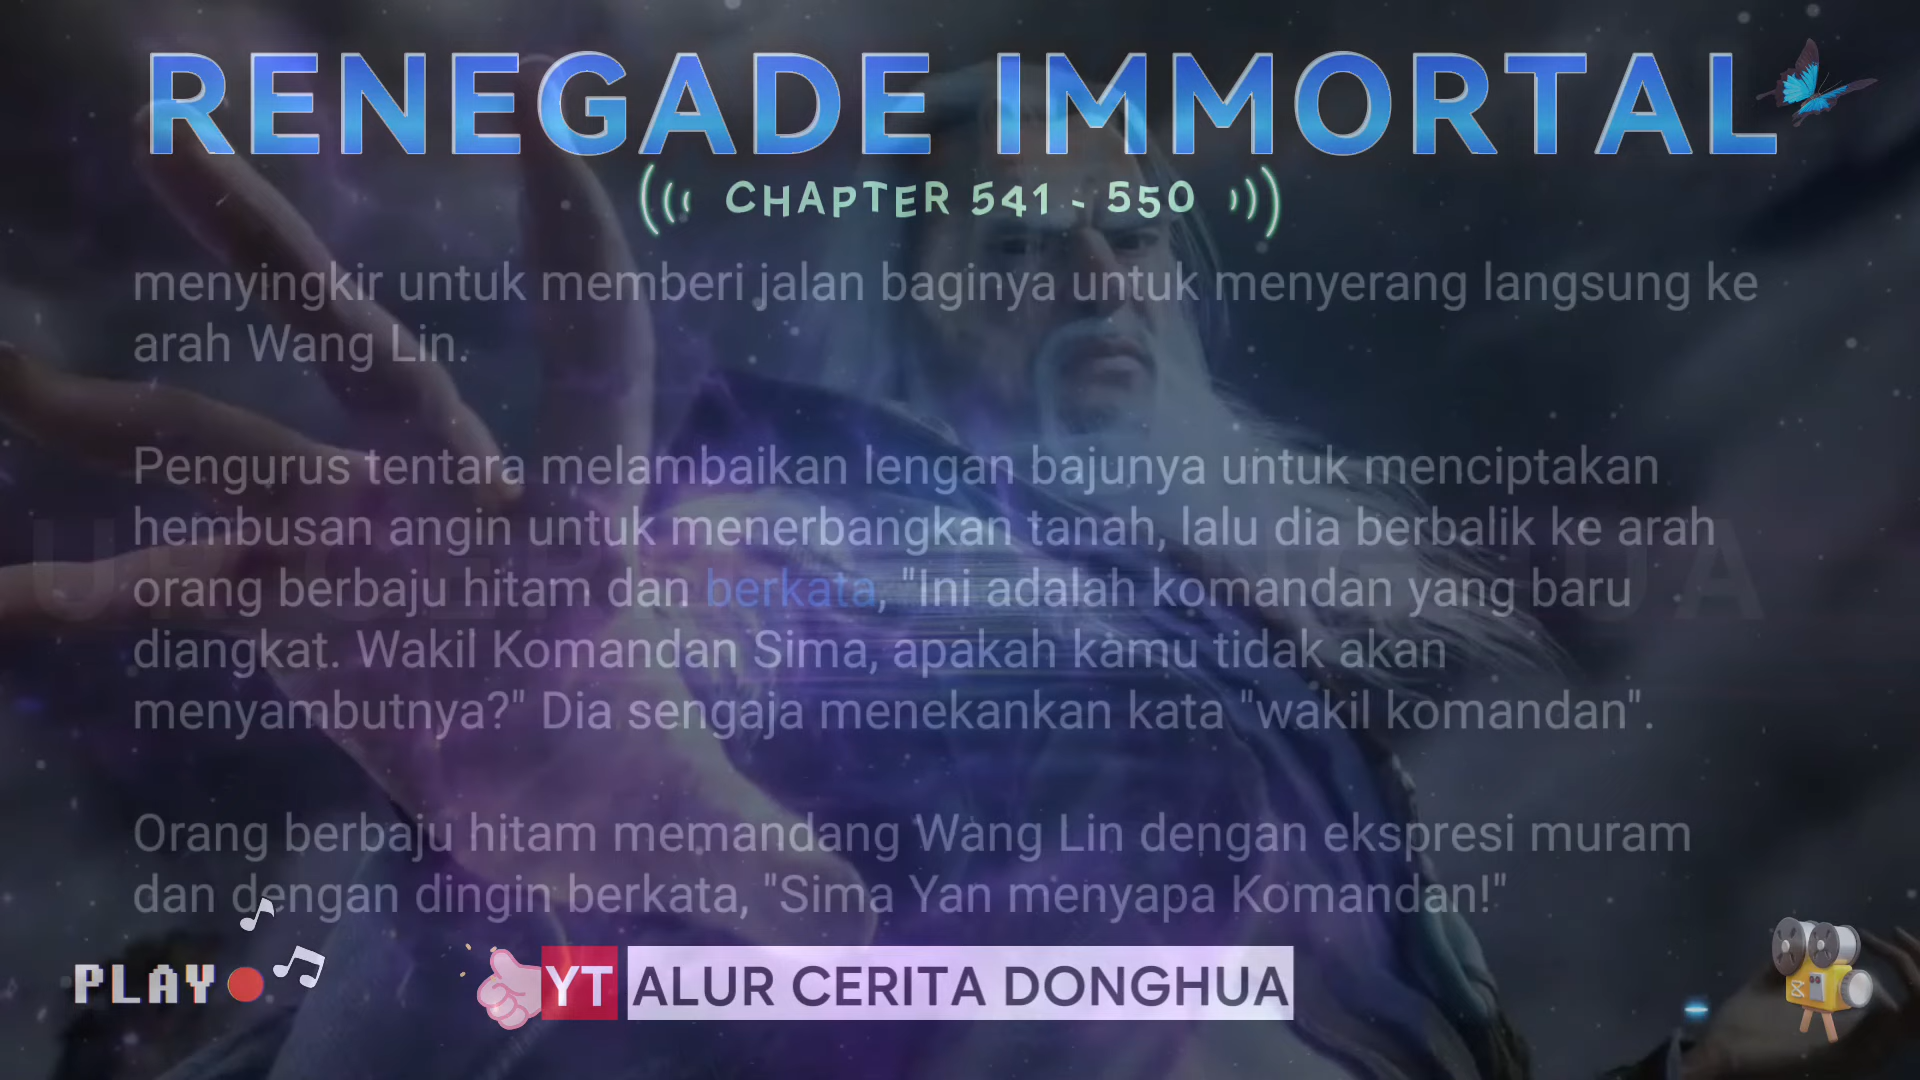 RENEGADE IMMORTAL
CHAPTER 541 - 550
menyingkir untuk memberi jalan baginya untuk menyerang langsung ke
arah Wang Lin.
Pengurus tentara melambaikan lengan bajunya untuk menciptakan
hembusan angin untuk menerbangkan tanah, lalu dia berbalik ke arah
orang berbaju hitam dan berkata, "Ini adalah komandan yang baru
diangkat. Wakil Komandan Sima, apakah kamu tidak akan
menyambutnya?" Dia sengaja menekankan kata "wakil komandan".
Orang berbaju hitam memandang Wang Lin dengan ekspresi muram
dan dengan dingin berkata, "Sima Yan menyapa Komandan!"
PLAY
YT ALUR CERITA DONGHUA